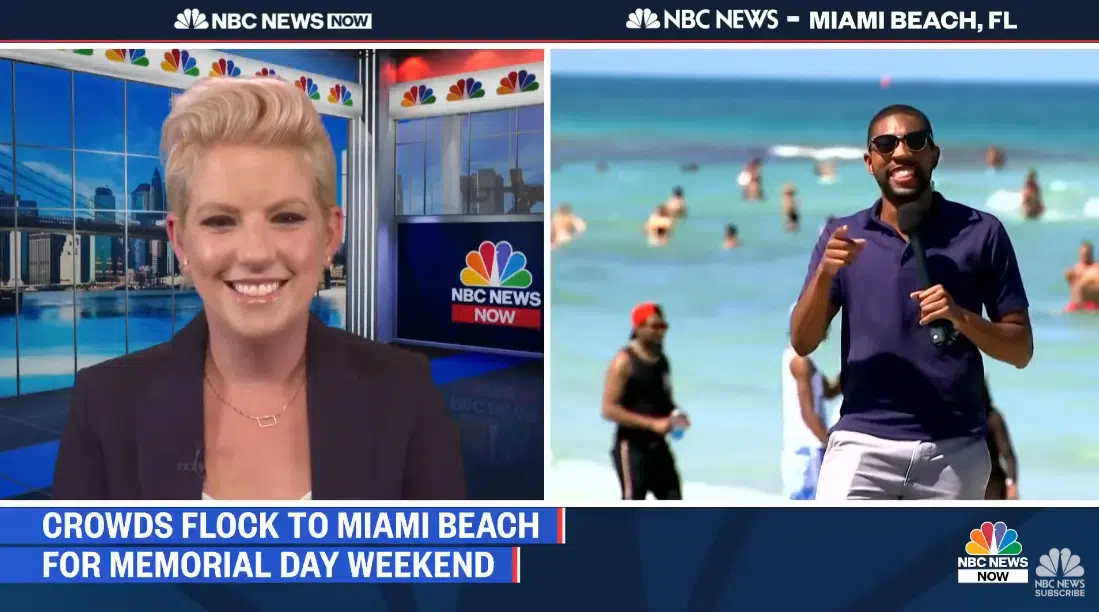 NBC NEWS NOW
NBC NEWS - MIAMI BEACH, FL
NBC NEWS
NOW
CROWDS FLOCK TO MIAMI BEACH
FOR MEMORIAL DAY WEEKEND
NBC NEWS
NOW
NBC NEWS
SUBSCRIBE